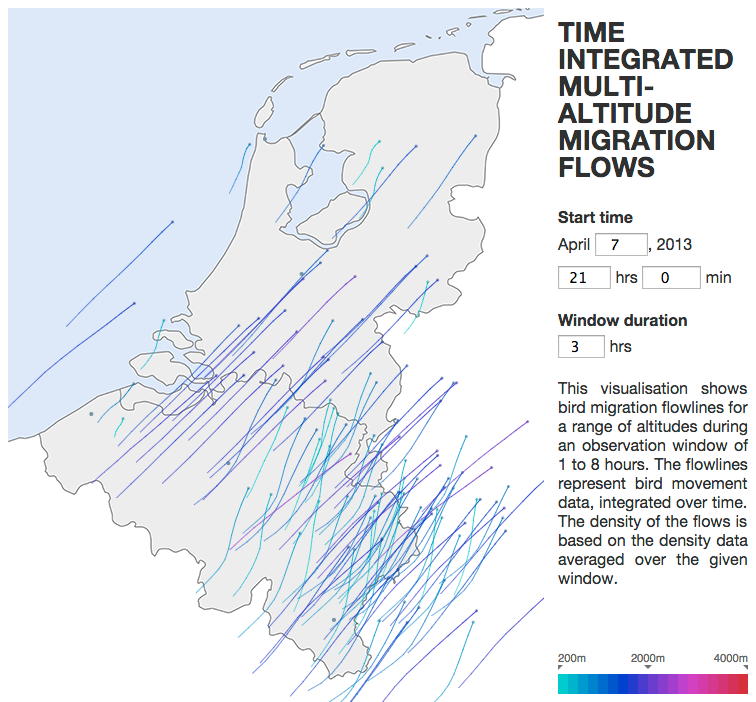 TIME
INTEGRATED
MULTI-
ALTITUDE
MIGRATION
FLOWS
Start time
April 7 , 2013
21 hrs 0 min
Window duration
3 hrs
This visualisation shows
bird migration flowlines for
a range of altitudes during
an observation window of
1 to 8 hours. The flowlines
represent bird movement
data, integrated over time.
The density of the flows is
based on the density data
averaged over the given
window.
200m 2000m 4000m